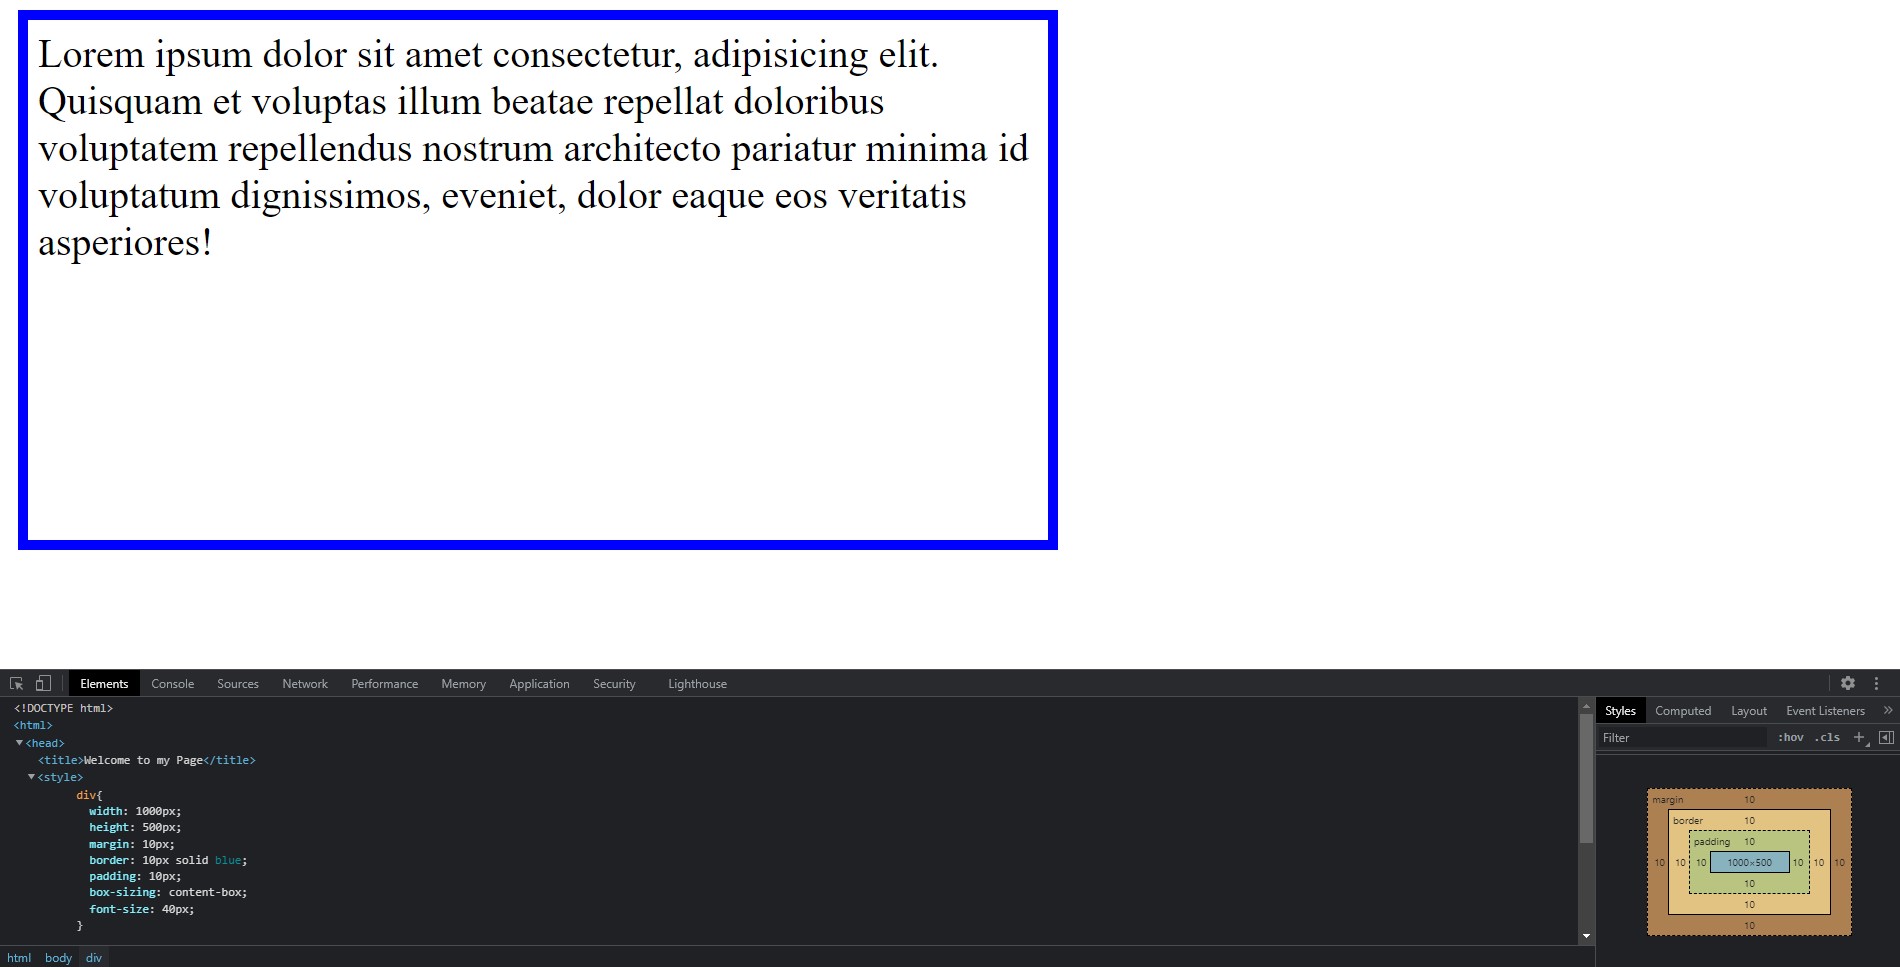 Lorem ipsum dolor sit amet consectetur, adipisicing elit.
Quisquam et voluptas illum beatae repellat doloribus
voluptatem repellendus nostrum architecto pariatur minima id
voluptatum dignissimos, eveniet, dolor eaque eos veritatis
asperiores!
Elements Console Sources Network Performance Memory Application Security Lighthouse
<!DOCTYPE html>
<html>
<head>
<title>Welcome to my Page</title>
<style>
div{
width: 1000px;
height: 500px;
margin: 10px;
border: 10px solid blue;
padding: 10px;
box-sizing: content-box;
font-size: 40px;
}
html body div
Styles Computed Layout Event Listeners »
Filter :hov .cls +
margin 10
border 10
padding 10
10 10 10 1000×500 10 10 10
10
10
10